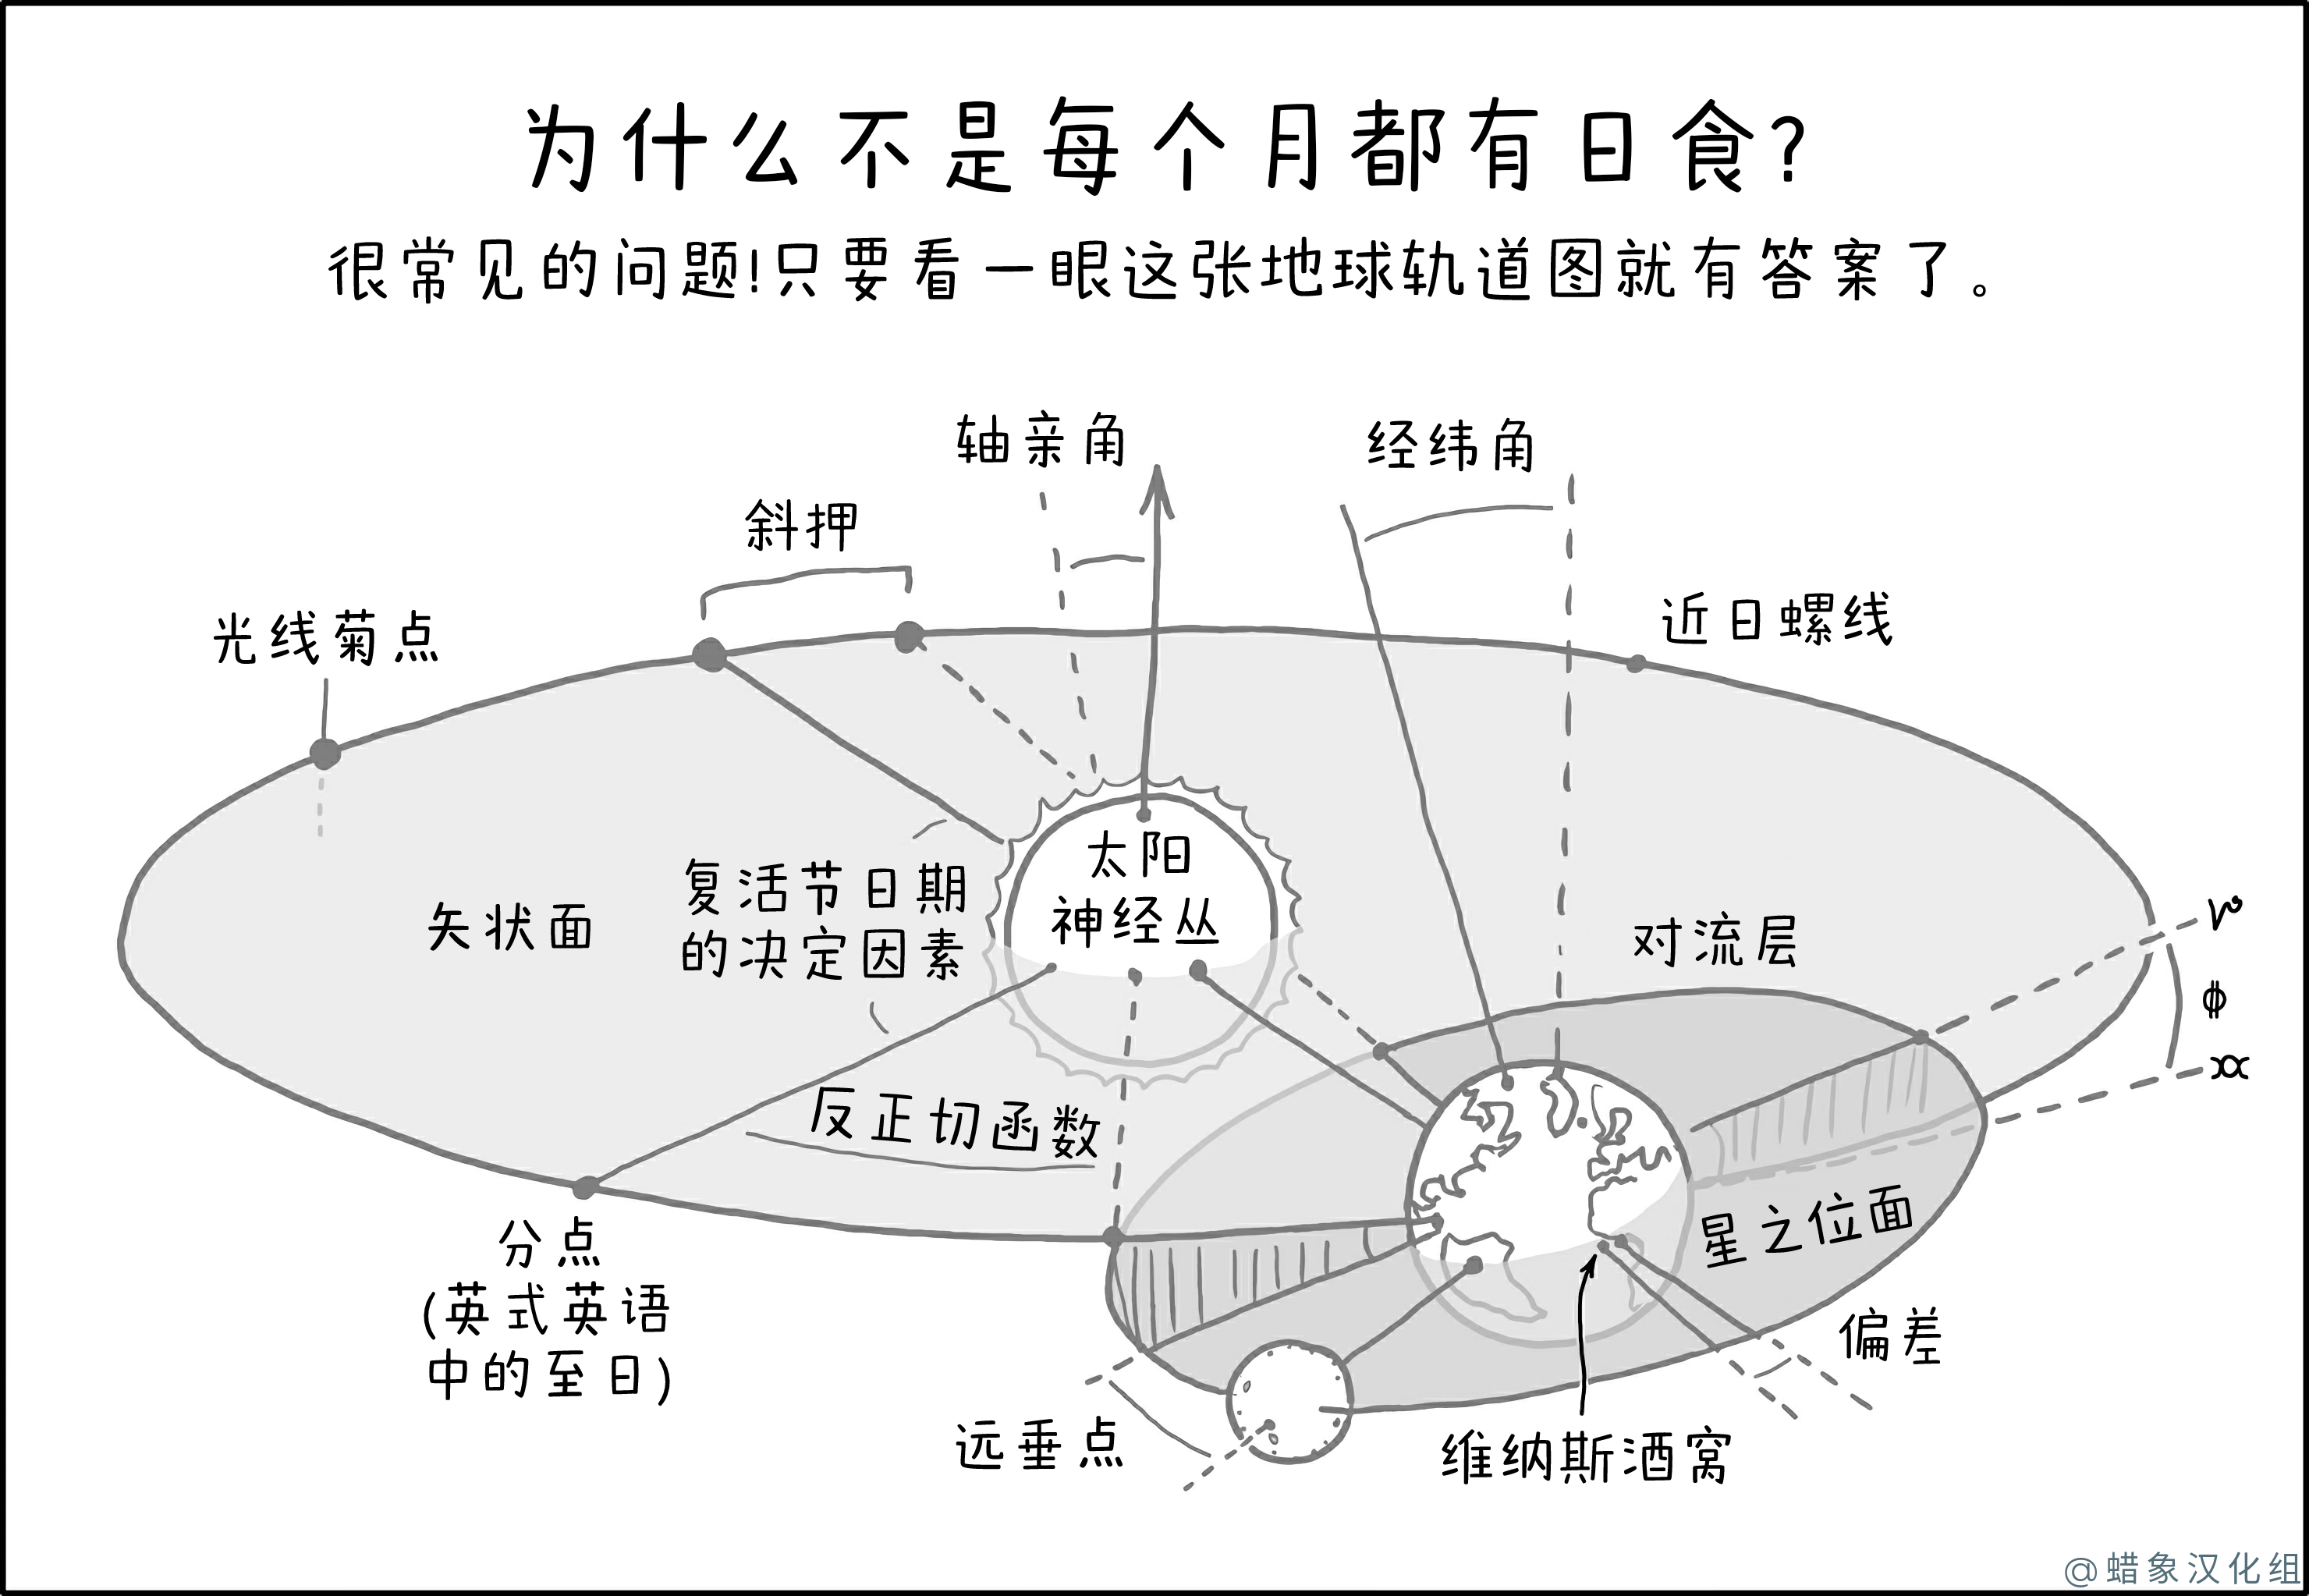 为什么不是每个月都有日食?
很常见的问题!只要看一眼这张地球轨道图就有答案了。
轴亲角
经纬角
斜押
近日螺线
光线菊点
太阳
神经丛
复活节日期
的决定因素
矢状面
对流层
r
ϕ
x
反正切函数
星之位面
分点
(英式英语
中的至日)
偏差
远垂点
维纳斯酒窝
@蜡象汉化组